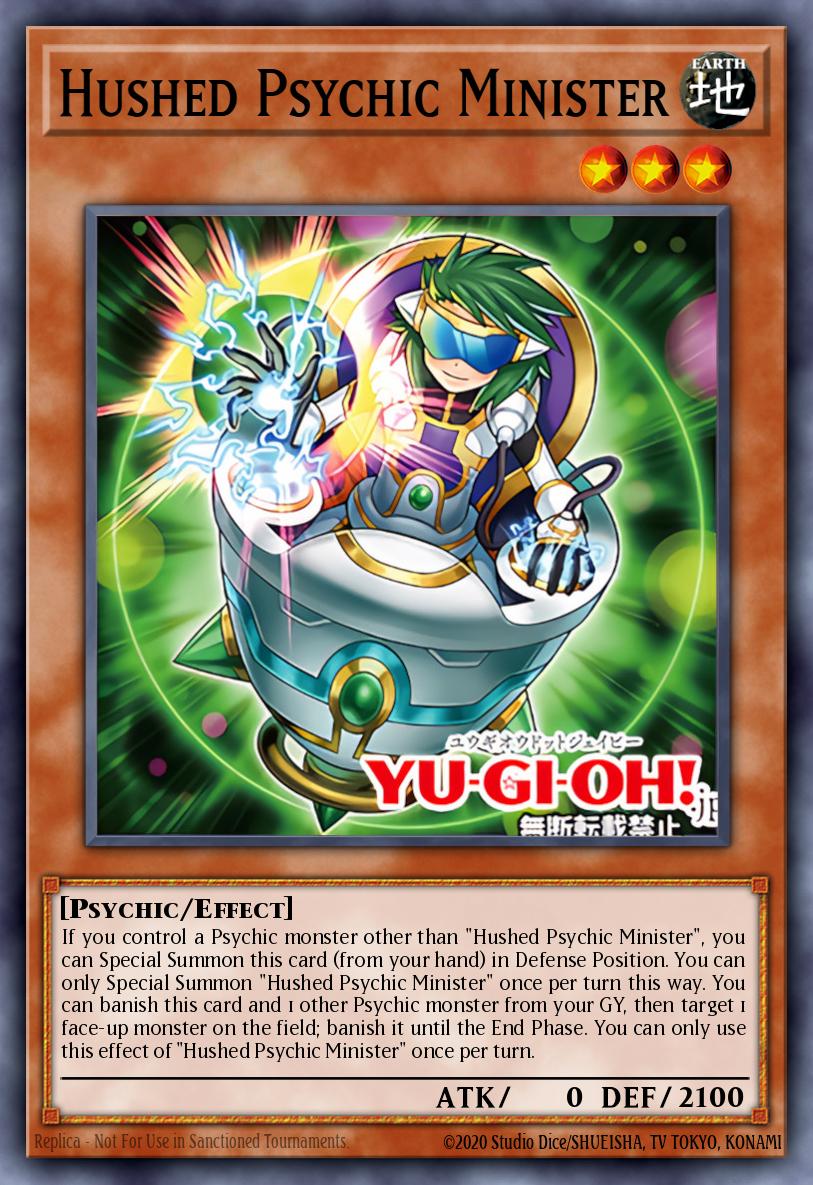 Hushed Psychic Minister
EARTH
地
ユウギオウドットジェイピー
YU-GI-OH!.jp
無断転載禁止
[Psychic/Effect]
If you control a Psychic monster other than "Hushed Psychic Minister", you
can Special Summon this card (from your hand) in Defense Position. You can
only Special Summon "Hushed Psychic Minister" once per turn this way. You
can banish this card and 1 other Psychic monster from your GY, then target 1
face-up monster on the field; banish it until the End Phase. You can only use
this effect of "Hushed Psychic Minister" once per turn.
ATK/ 0 DEF/2100
Replica - Not For Use in Sanctioned Tournaments.
©2020 Studio Dice/SHUEISHA, TV TOKYO, KONAMI